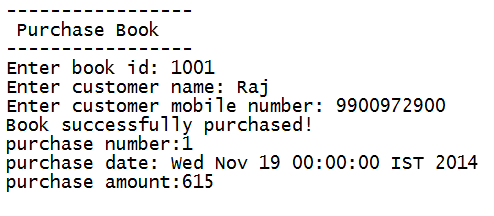 -----------------
 Purchase Book
-----------------
Enter book id: 1001
Enter customer name: Raj
Enter customer mobile number: 9900972900
Book successfully purchased!
purchase number:1
purchase date: Wed Nov 19 00:00:00 IST 2014
purchase amount:615